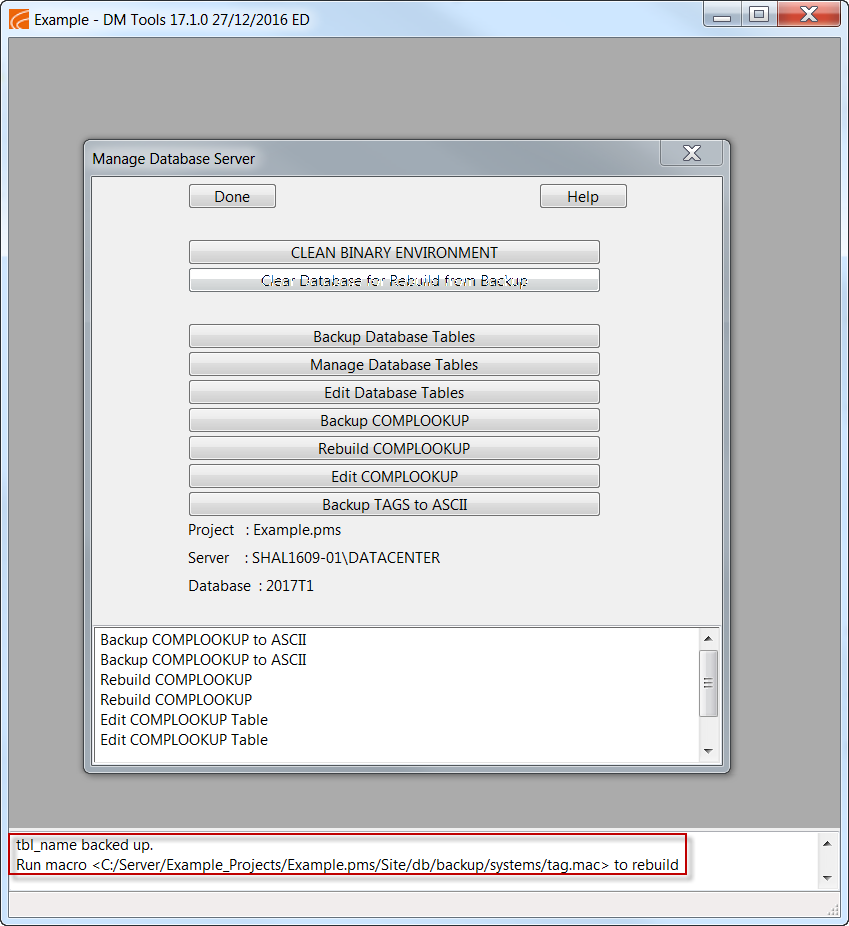 Example - DM Tools 17.1.0 27/12/2016 ED
Manage Database Server
Done
Help
CLEAN BINARY ENVIRONMENT
Clear Database for Rebuild from Backup
Backup Database Tables
Manage Database Tables
Edit Database Tables
Backup COMPLOOKUP
Rebuild COMPLOOKUP
Edit COMPLOOKUP
Backup TAGS to ASCII
Project : Example.pms
Server : SHAL1609-01\DATACENTER
Database : 2017T1
Backup COMPLOOKUP to ASCII
Backup COMPLOOKUP to ASCII
Rebuild COMPLOOKUP
Rebuild COMPLOOKUP
Edit COMPLOOKUP Table
Edit COMPLOOKUP Table
tbl_name backed up.
Run macro <C:/Server/Example_Projects/Example.pms/Site/db/backup/systems/tag.mac> to rebuild